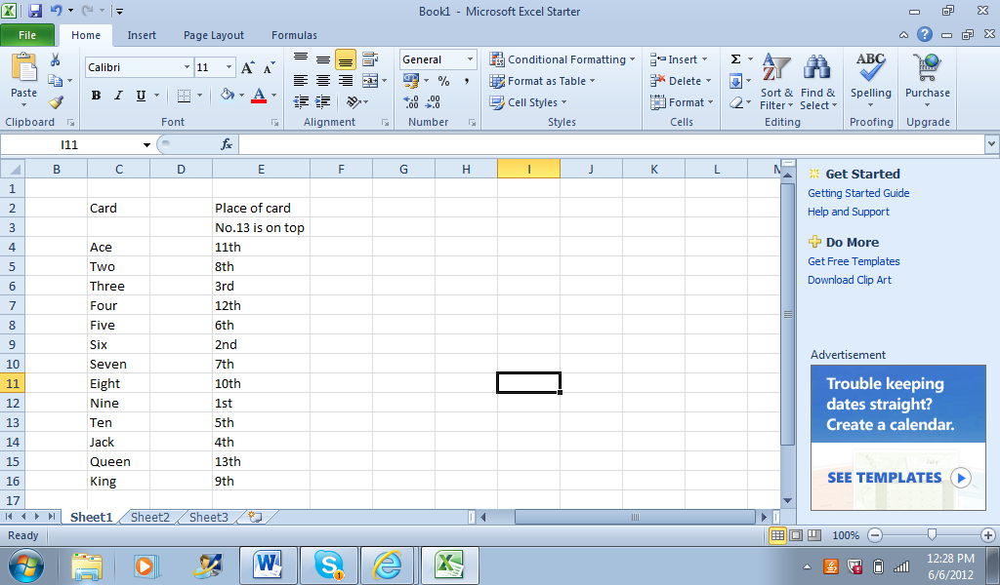 Book1 - Microsoft Excel Starter
File Home Insert Page Layout Formulas
Calibri 11 General Conditional Formatting Insert Σ ABC
Paste Format as Table Delete Sort & Find & Spelling Purchase
B I U % , Cell Styles Format Filter Select
Clipboard Font Alignment Number Styles Cells Editing Proofing Upgrade
I11 fx
B C D E F G H I J K L M
1
2 Card Place of card
3 No.13 is on top
4 Ace 11th
5 Two 8th
6 Three 3rd
7 Four 12th
8 Five 6th
9 Six 2nd
10 Seven 7th
11 Eight 10th
12 Nine 1st
13 Ten 5th
14 Jack 4th
15 Queen 13th
16 King 9th
17
Get Started
Getting Started Guide
Help and Support
Do More
Get Free Templates
Download Clip Art
Advertisement
Trouble keeping
dates straight?
Create a calendar.
SEE TEMPLATES
Sheet1 Sheet2 Sheet3
Ready 100%
12:28 PM
6/6/2012